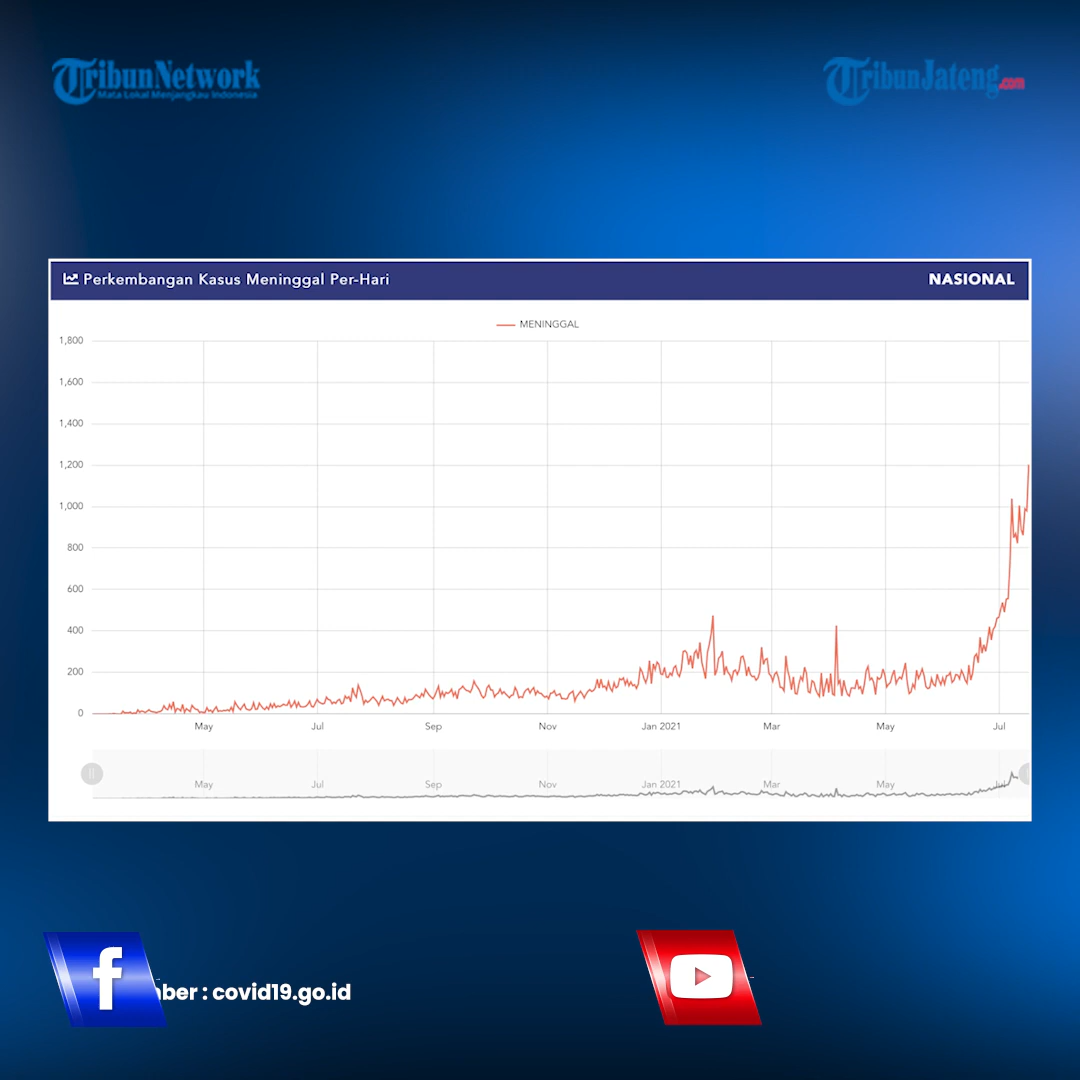 TribunNetwork
Mata Lokal Menjangkau Indonesia
TribunJateng.com
Perkembangan Kasus Meninggal Per-Hari
NASIONAL
MENINGGAL
1,800
1,600
1,400
1,200
1,000
800
600
400
200
0
May Jul Sep Nov Jan 2021 Mar May Jul
May Jul Sep Nov Jan 2021 Mar May Jul
ber : covid19.go.id